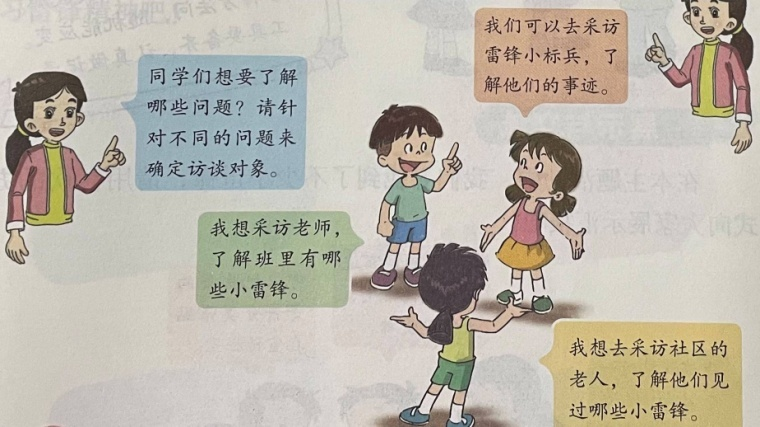 同学们想要了解
哪些问题？请针
对不同的问题来
确定访谈对象。
我们可以去采访
雷锋小标兵，了
解他们的事迹。
我想采访老师，
了解班里有哪
些小雷锋。
我想去采访社区的
老人，了解他们见
过哪些小雷锋。